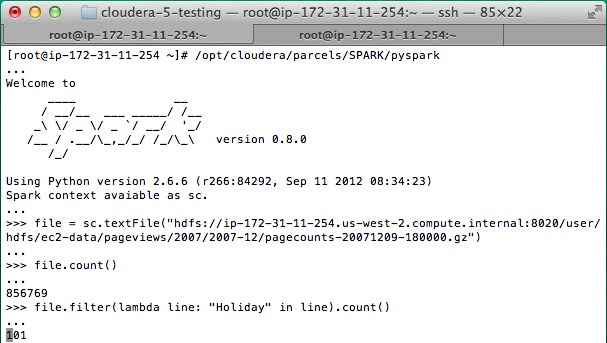 cloudera-5-testing — root@ip-172-31-11-254:~ — ssh — 85×22
root@ip-172-31-11-254:~ root@ip-172-31-11-254:~
[root@ip-172-31-11-254 ~]# /opt/cloudera/parcels/SPARK/pyspark
...
Welcome to
      ____              __
     / __/__  ___ _____/ /__
    _\ \/ _ \/ _ `/ __/  '_/
   /__ / .__/\_,_/_/ /_/\_\   version 0.8.0
      /_/
Using Python version 2.6.6 (r266:84292, Sep 11 2012 08:34:23)
Spark context avaiable as sc.
...
>>> file = sc.textFile("hdfs://ip-172-31-11-254.us-west-2.compute.internal:8020/user/
hdfs/ec2-data/pageviews/2007/2007-12/pagecounts-20071209-180000.gz")
...
>>> file.count()
...
856769
>>> file.filter(lambda line: "Holiday" in line).count()
...
101